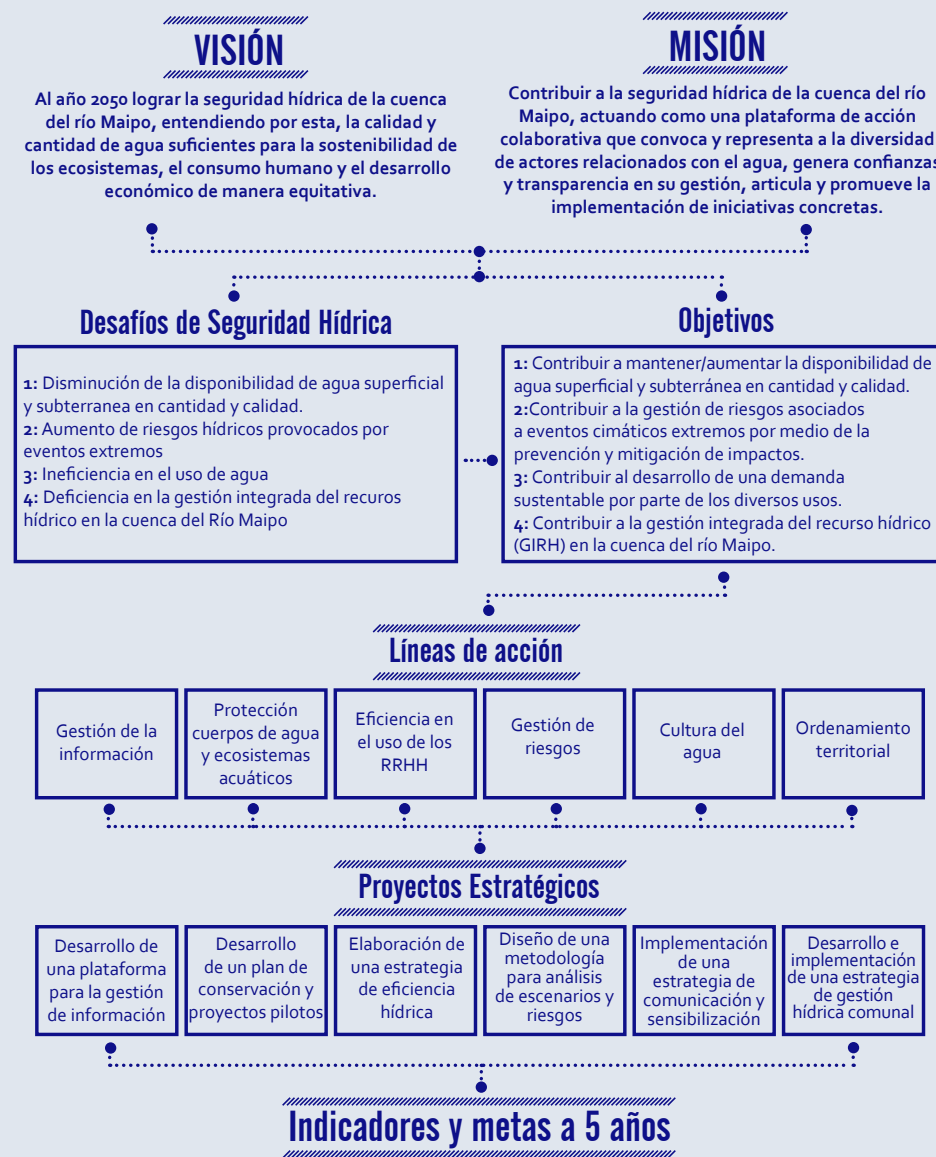 VISIÓN
Al año 2050 lograr la seguridad hídrica de la cuenca
del río Maipo, entendiendo por esta, la calidad y
cantidad de agua suficientes para la sostenibilidad de
los ecosistemas, el consumo humano y el desarrollo
económico de manera equitativa.
MISIÓN
Contribuir a la seguridad hídrica de la cuenca del río
Maipo, actuando como una plataforma de acción
colaborativa que convoca y representa a la diversidad
de actores relacionados con el agua, genera confianzas
y transparencia en su gestión, articula y promueve la
implementación de iniciativas concretas.
Desafíos de Seguridad Hídrica
1: Disminución de la disponibilidad de agua superficial
y subterranea en cantidad y calidad.
2: Aumento de riesgos hídricos provocados por
eventos extremos
3: Ineficiencia en el uso de agua
4: Deficiencia en la gestión integrada del recuros
hídrico en la cuenca del Río Maipo
Objetivos
1: Contribuir a mantener/aumentar la disponibilidad de
agua superficial y subterránea en cantidad y calidad.
2:Contribuir a la gestión de riesgos asociados
a eventos cimáticos extremos por medio de la
prevención y mitigación de impactos.
3: Contribuir al desarrollo de una demanda
sustentable por parte de los diversos usos.
4: Contribuir a la gestión integrada del recurso hídrico
(GIRH) en la cuenca del río Maipo.
Líneas de acción
Gestión de la
información
Protección
cuerpos de agua
y ecosistemas
acuáticos
Eficiencia en
el uso de los
RRHH
Gestión de
riesgos
Cultura del
agua
Ordenamiento
territorial
Proyectos Estratégicos
Desarrollo de
una plataforma
para la gestión
de información
Desarrollo
de un plan de
conservación y
proyectos pilotos
Elaboración de
una estrategia
de eficiencia
hídrica
Diseño de una
metodología
para análisis
de escenarios y
riesgos
Implementación
de una
estrategia de
comunicación y
sensibilización
Desarrollo e
implementación
de una estrategia
de gestión
hídrica comunal
Indicadores y metas a 5 años